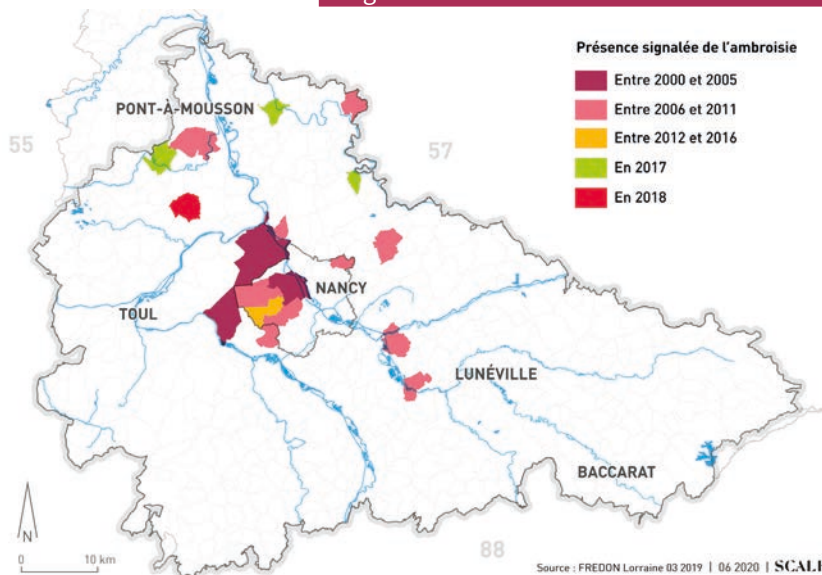 Présence signalée de l'ambroisie
Entre 2000 et 2005
Entre 2006 et 2011
Entre 2012 et 2016
En 2017
En 2018
PONT-À-MOUSSON
55
57
NANCY
TOUL
LUNÉVILLE
BACCARAT
N
0 10 km
88
Source : FREDON Lorraine 03 2019 | 06 2020 |